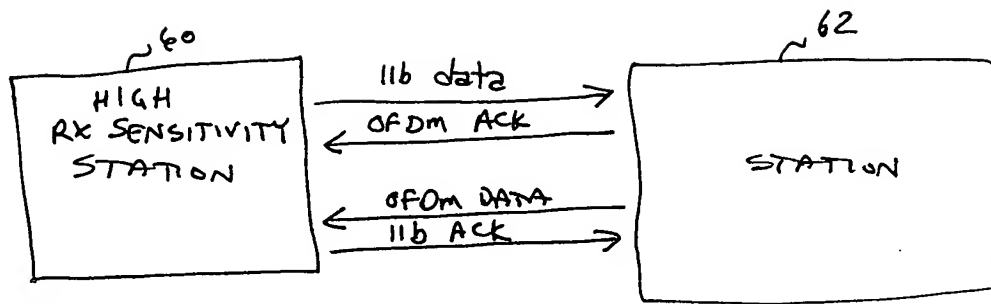 60
62
HIGH
RX SENSITIVITY
STATION
11b data
OFDM ACK
OFDM DATA
11b ACK
STATION